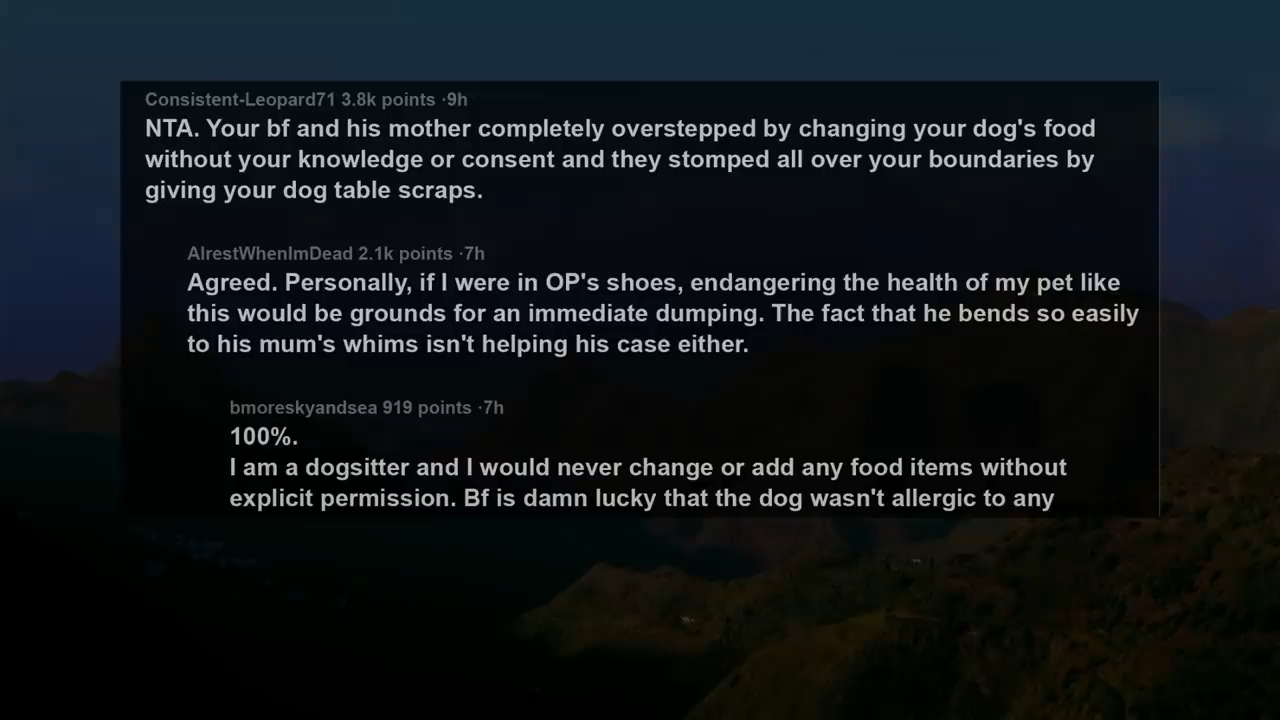 Consistent-Leopard71 3.8k points ·9h
NTA. Your bf and his mother completely overstepped by changing your dog's food
without your knowledge or consent and they stomped all over your boundaries by
giving your dog table scraps.
AlrestWhenImDead 2.1k points ·7h
Agreed. Personally, if I were in OP's shoes, endangering the health of my pet like
this would be grounds for an immediate dumping. The fact that he bends so easily
to his mum's whims isn't helping his case either.
bmoreskyandsea 919 points ·7h
100%.
I am a dogsitter and I would never change or add any food items without
explicit permission. Bf is damn lucky that the dog wasn't allergic to any